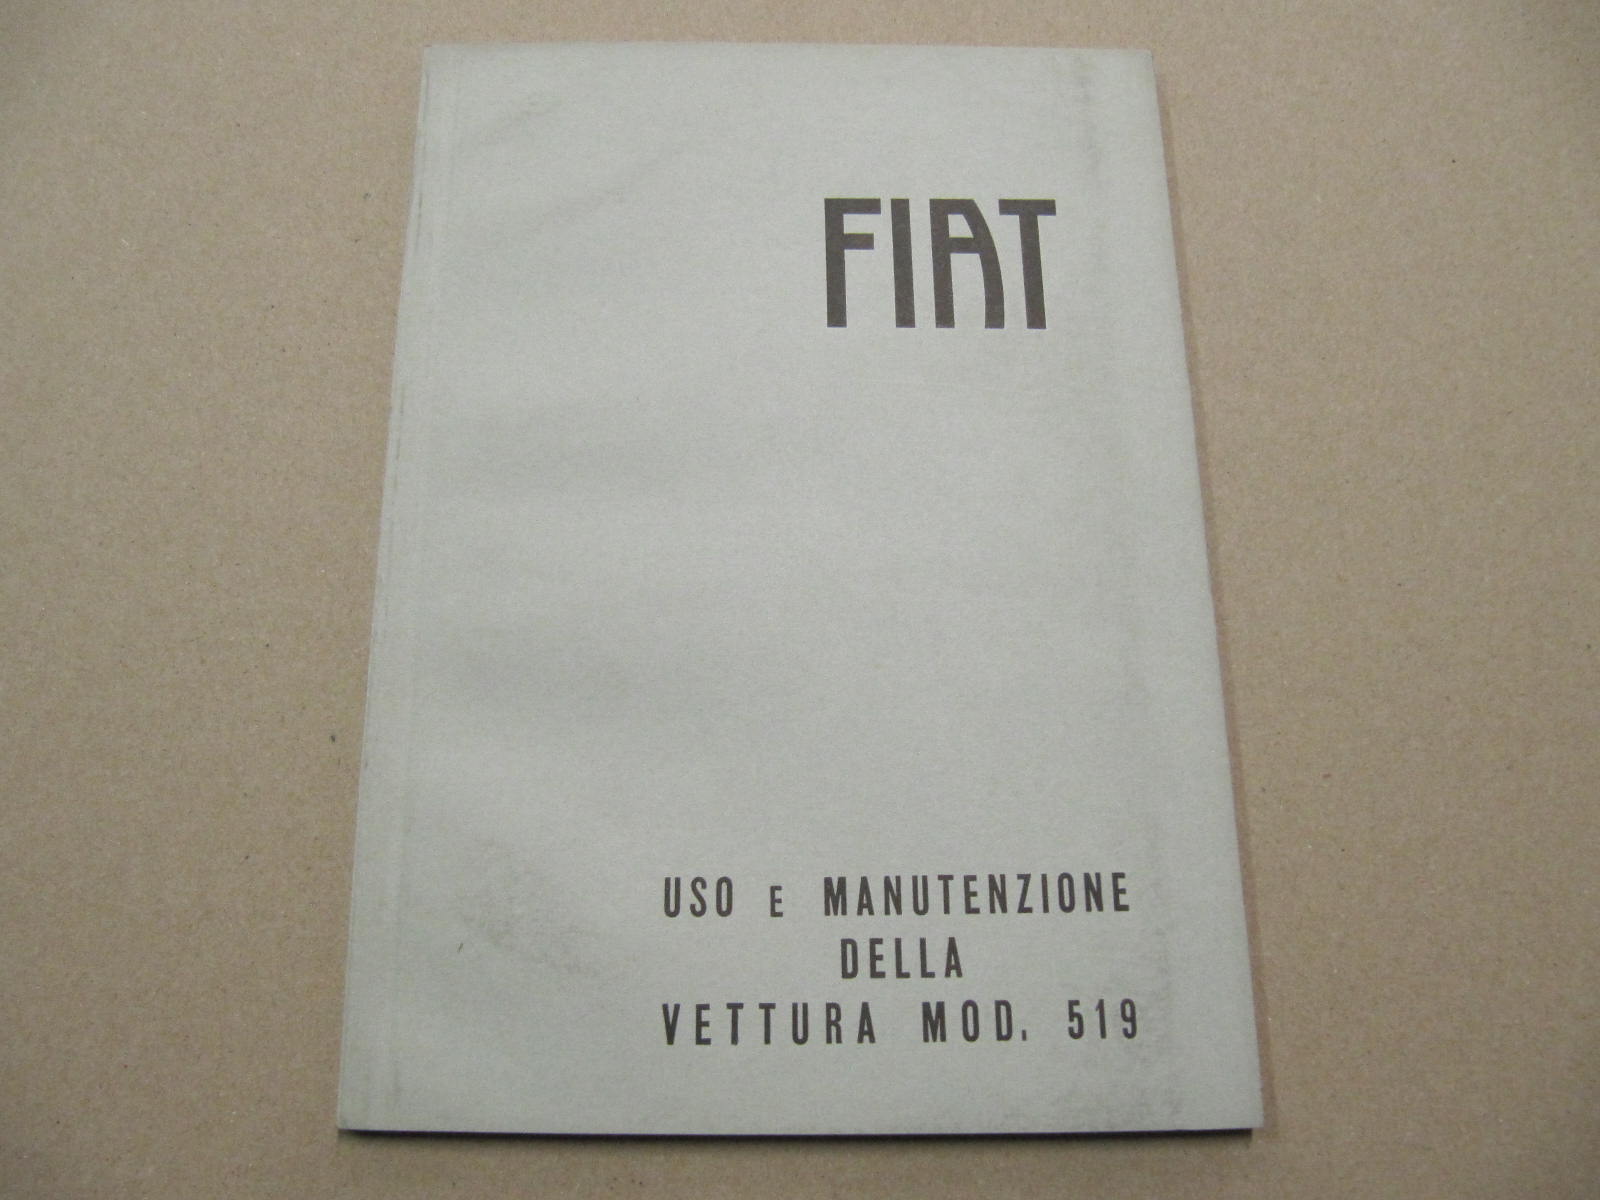 FIAT
USO E MANUTENZIONE
DELLA
VETTURA MOD. 519